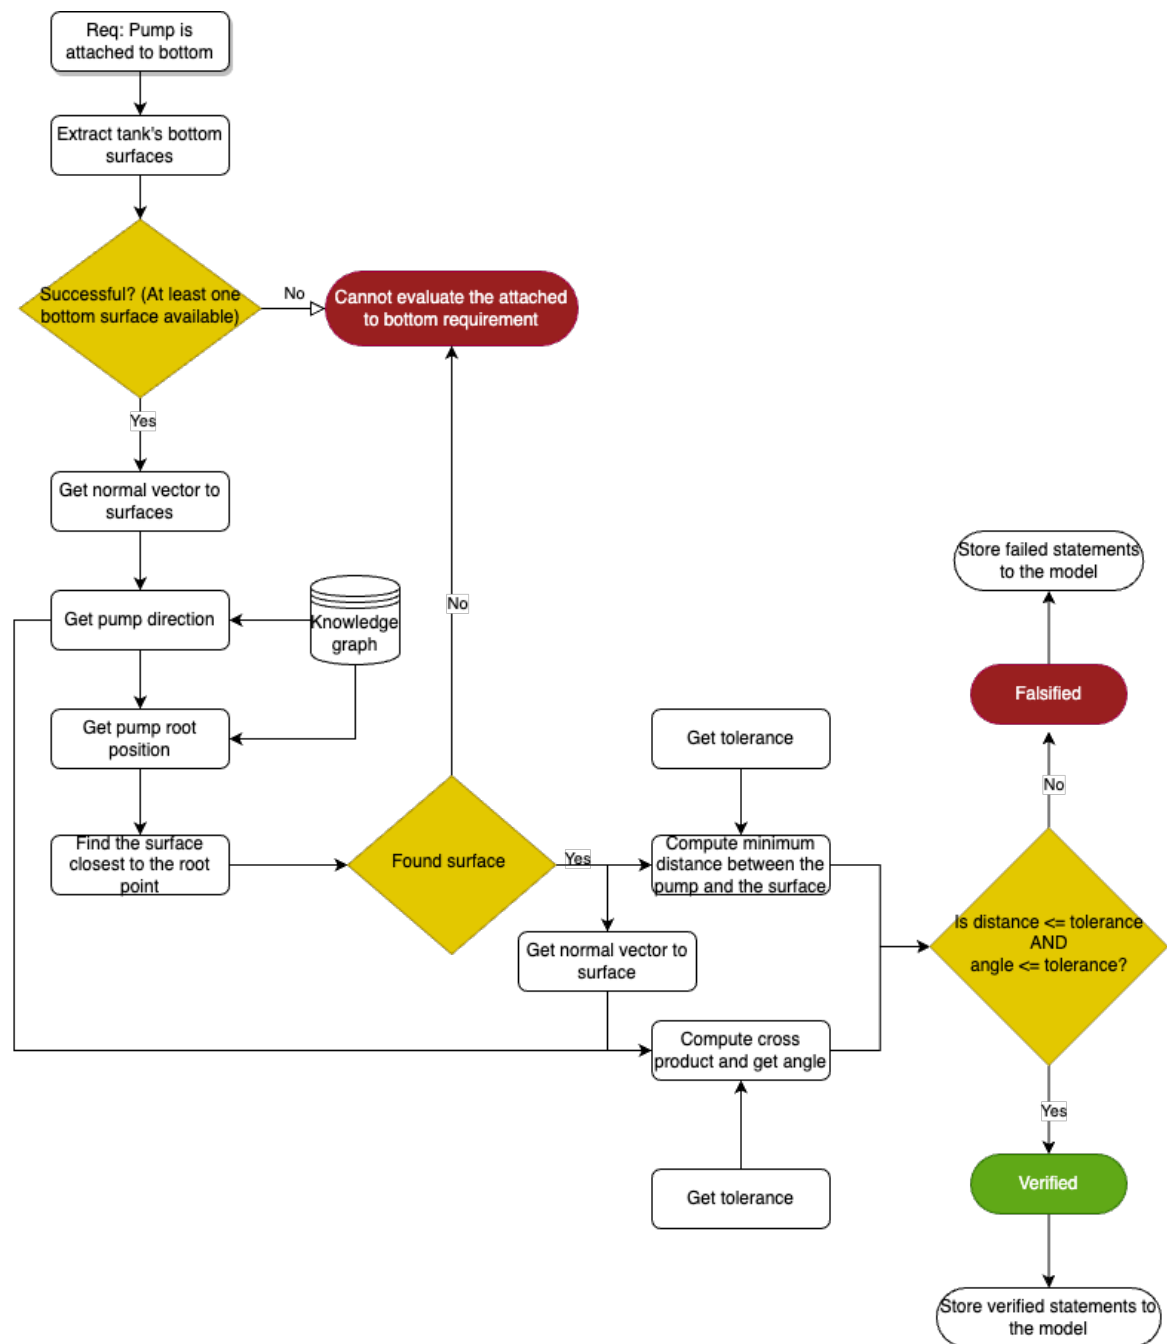 Req: Pump is
attached to bottom
Extract tank's bottom
surfaces
Successful? (At least one
bottom surface available)
No
Cannot evaluate the attached
to bottom requirement
Yes
Get normal vector to
surfaces
Get pump direction
Knowledge
graph
No
Get pump root
position
Find the surface
closest to the root
point
Found surface
Yes
Get tolerance
Compute minimum
distance between the
pump and the surface
Get normal vector to
surface
Compute cross
product and get angle
Get tolerance
Store failed statements
to the model
Falsified
No
Is distance <= tolerance
AND
angle <= tolerance?
Yes
Verified
Store verified statements to
the model